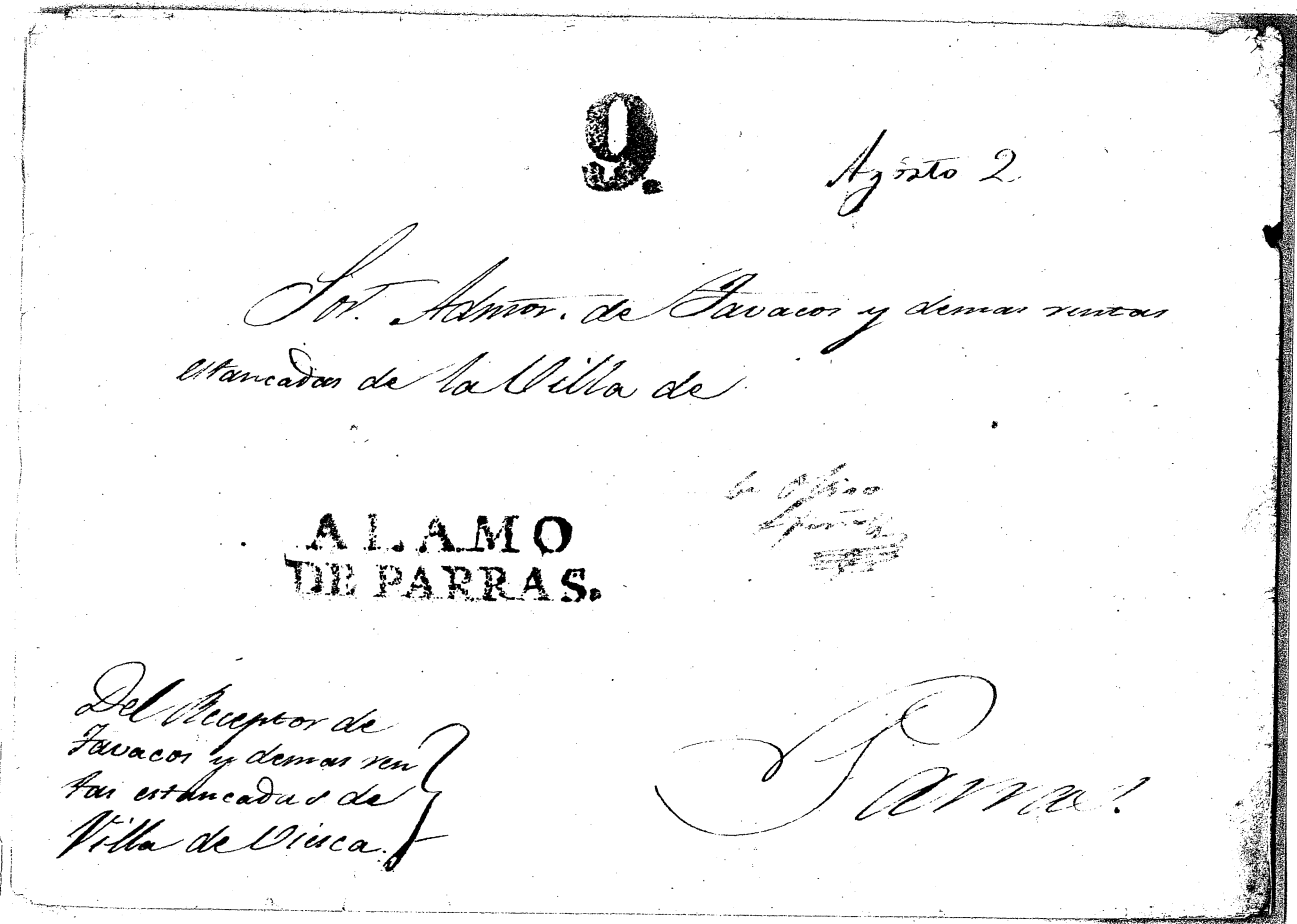 9.
Agosto 2
Sor. Admor. de Tavacos y demas rentas
estancadas de la Villa de
ALAMO
DE PARRAS.
Del Receptor de
Tavacos y demas ren
tas estancadas de
Villa de Viesca.
Parras.